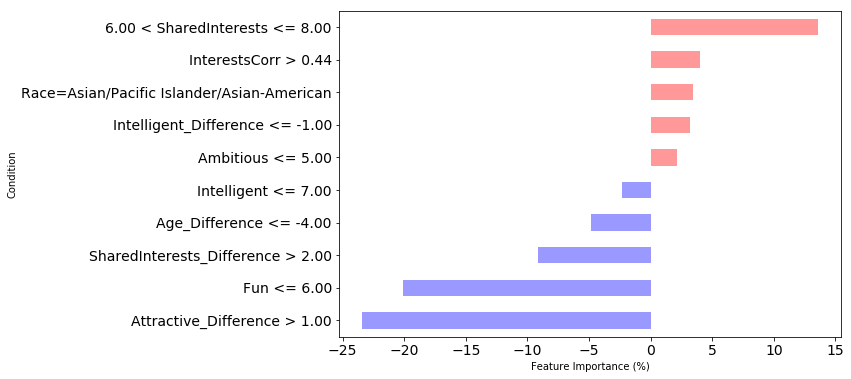 6.00 < SharedInterests <= 8.00
InterestsCorr > 0.44
Race=Asian/Pacific Islander/Asian-American
Intelligent_Difference <= -1.00
Ambitious <= 5.00
Intelligent <= 7.00
Age_Difference <= -4.00
SharedInterests_Difference > 2.00
Fun <= 6.00
Attractive_Difference > 1.00
Condition
−25 −20 −15 −10 −5 0 5 10 15
Feature Importance (%)